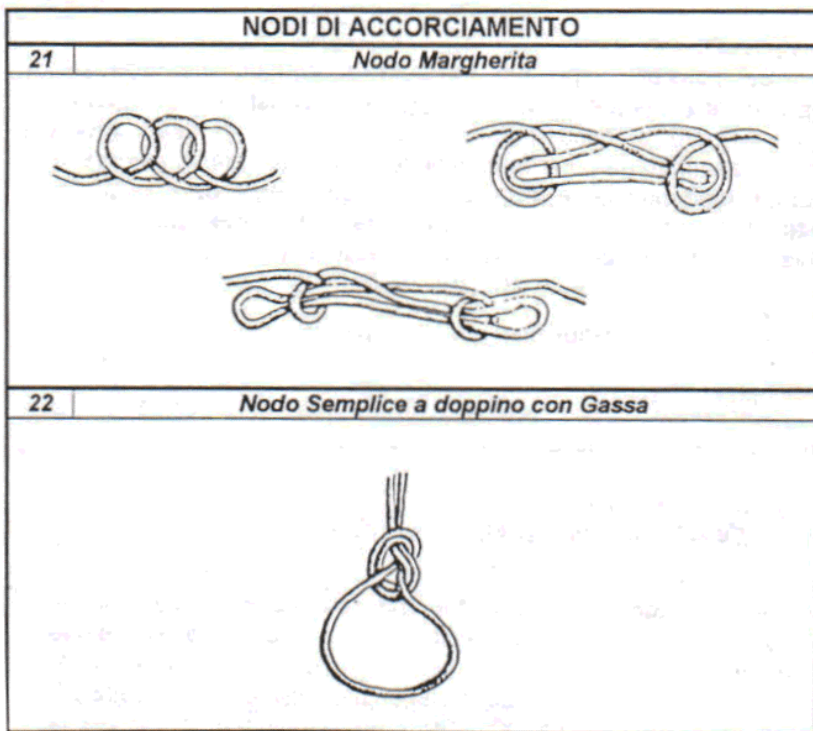 NODI DI ACCORCIAMENTO
21 Nodo Margherita
22 Nodo Semplice a doppino con Gassa